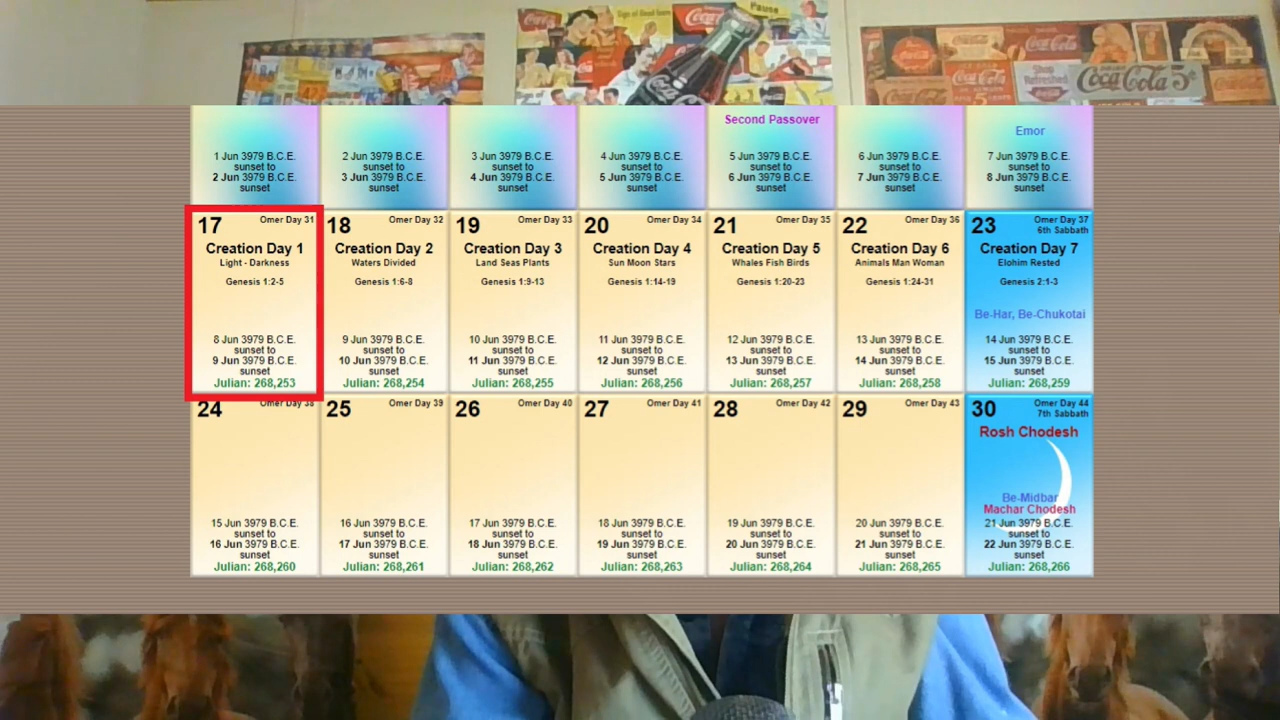 Sign of Good Taste
Pause
Coca-Cola
Coca-Cola
Coca-Cola
Coca-Cola
Coca-Cola 5¢
Shop
Refreshed
Second Passover
Emor
1 Jun 3979 B.C.E.
sunset to
2 Jun 3979 B.C.E.
sunset
2 Jun 3979 B.C.E.
sunset to
3 Jun 3979 B.C.E.
sunset
3 Jun 3979 B.C.E.
sunset to
4 Jun 3979 B.C.E.
sunset
4 Jun 3979 B.C.E.
sunset to
5 Jun 3979 B.C.E.
sunset
5 Jun 3979 B.C.E.
sunset to
6 Jun 3979 B.C.E.
sunset
6 Jun 3979 B.C.E.
sunset to
7 Jun 3979 B.C.E.
sunset
7 Jun 3979 B.C.E.
sunset to
8 Jun 3979 B.C.E.
sunset
17 Omer Day 31
Creation Day 1
Light - Darkness
Genesis 1:2-5
8 Jun 3979 B.C.E.
sunset to
9 Jun 3979 B.C.E.
sunset
Julian: 268,253
18 Omer Day 32
Creation Day 2
Waters Divided
Genesis 1:6-8
9 Jun 3979 B.C.E.
sunset to
10 Jun 3979 B.C.E.
sunset
Julian: 268,254
19 Omer Day 33
Creation Day 3
Land Seas Plants
Genesis 1:9-13
10 Jun 3979 B.C.E.
sunset to
11 Jun 3979 B.C.E.
sunset
Julian: 268,255
20 Omer Day 34
Creation Day 4
Sun Moon Stars
Genesis 1:14-19
11 Jun 3979 B.C.E.
sunset to
12 Jun 3979 B.C.E.
sunset
Julian: 268,256
21 Omer Day 35
Creation Day 5
Whales Fish Birds
Genesis 1:20-23
12 Jun 3979 B.C.E.
sunset to
13 Jun 3979 B.C.E.
sunset
Julian: 268,257
22 Omer Day 36
Creation Day 6
Animals Man Woman
Genesis 1:24-31
13 Jun 3979 B.C.E.
sunset to
14 Jun 3979 B.C.E.
sunset
Julian: 268,258
23 Omer Day 37
6th Sabbath
Creation Day 7
Elohim Rested
Genesis 2:1-3
Be-Har, Be-Chukotai
14 Jun 3979 B.C.E.
sunset to
15 Jun 3979 B.C.E.
sunset
Julian: 268,259
24 Omer Day 38
15 Jun 3979 B.C.E.
sunset to
16 Jun 3979 B.C.E.
sunset
Julian: 268,260
25 Omer Day 39
16 Jun 3979 B.C.E.
sunset to
17 Jun 3979 B.C.E.
sunset
Julian: 268,261
26 Omer Day 40
17 Jun 3979 B.C.E.
sunset to
18 Jun 3979 B.C.E.
sunset
Julian: 268,262
27 Omer Day 41
18 Jun 3979 B.C.E.
sunset to
19 Jun 3979 B.C.E.
sunset
Julian: 268,263
28 Omer Day 42
19 Jun 3979 B.C.E.
sunset to
20 Jun 3979 B.C.E.
sunset
Julian: 268,264
29 Omer Day 43
20 Jun 3979 B.C.E.
sunset to
21 Jun 3979 B.C.E.
sunset
Julian: 268,265
30 Omer Day 44
7th Sabbath
Rosh Chodesh
Be-Midbar
Machar Chodesh
21 Jun 3979 B.C.E.
sunset to
22 Jun 3979 B.C.E.
sunset
Julian: 268,266